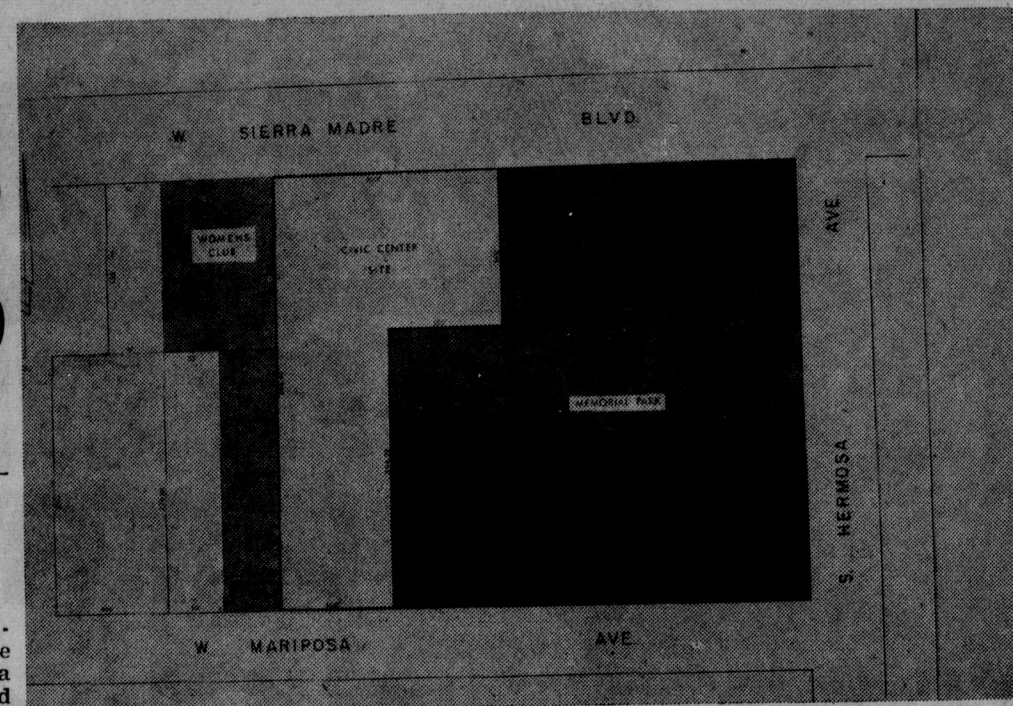 W. SIERRA MADRE BLVD.
WOMENS
CLUB
CIVIC CENTER
SITE
MEMORIAL PARK
S. HERMOSA AVE.
W. MARIPOSA AVE.
e
a
d